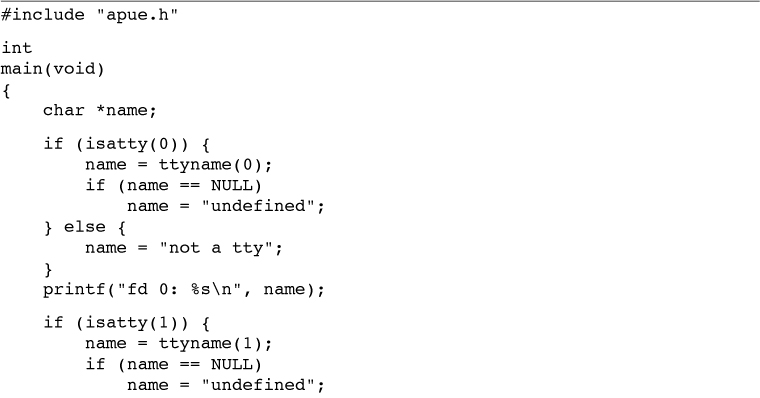 #include "apue.h"
int
main(void)
{
    char *name;
    if (isatty(0)) {
        name = ttyname(0);
        if (name == NULL)
            name = "undefined";
    } else {
        name = "not a tty";
    }
    printf("fd 0: %s\n", name);
    if (isatty(1)) {
        name = ttyname(1);
        if (name == NULL)
            name = "undefined";